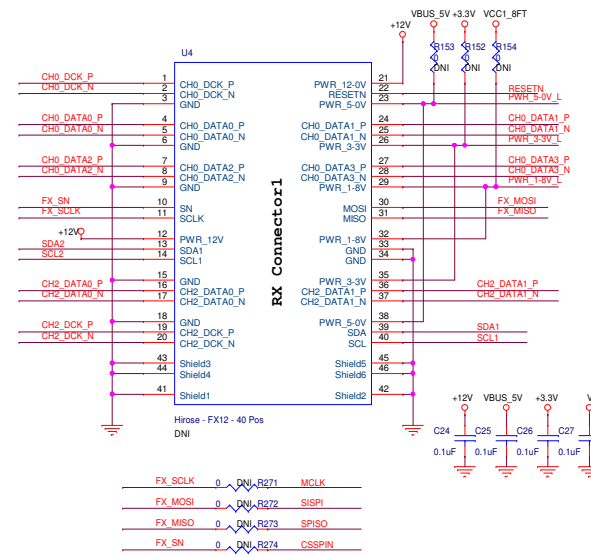 VBUS_5V +3.3V VCC1_8FT
+12V
R153 R152 R154
0 0 0
DNI DNI DNI
U4
CH0_DCK_P 1 CH0_DCK_P PWR_12-0V 21
CH0_DCK_N 2 CH0_DCK_N RESETN 22 RESETN
3 GND PWR_5-0V 23 PWR_5-0V_L
CH0_DATA0_P 4 CH0_DATA0_P CH0_DATA1_P 24 CH0_DATA1_P
CH0_DATA0_N 5 CH0_DATA0_N CH0_DATA1_N 25 CH0_DATA1_N
6 GND PWR_3-3V 26 PWR_3-3V_L
CH0_DATA2_P 7 CH0_DATA2_P CH0_DATA3_P 27 CH0_DATA3_P
CH0_DATA2_N 8 CH0_DATA2_N CH0_DATA3_N 28 CH0_DATA3_N
9 GND PWR_1-8V 29 PWR_1-8V_L
FX_SN 10 SN MOSI 30 FX_MOSI
FX_SCLK 11 SCLK MISO 31 FX_MISO
+12V 12 PWR_12V PWR_1-8V 32
SDA2 13 SDA1 GND 33
SCL2 14 SCL1 GND 34
15 GND PWR_3-3V 35
CH2_DATA0_P 16 CH2_DATA0_P CH2_DATA1_P 36 CH2_DATA1_P
CH2_DATA0_N 17 CH2_DATA0_N CH2_DATA1_N 37 CH2_DATA1_N
18 GND PWR_5-0V 38
CH2_DCK_P 19 CH2_DCK_P SDA 39 SDA1
CH2_DCK_N 20 CH2_DCK_N SCL 40 SCL1
43 Shield3 Shield5 45
44 Shield4 Shield6 46
41 Shield1 Shield2 42
RX Connector1
Hirose - FX12 - 40 Pos
DNI
+12V VBUS_5V +3.3V V
C24 C25 C26 C27
0.1uF 0.1uF 0.1uF 0.1uF
FX_SCLK 0 DNI R271 MCLK
FX_MOSI 0 DNI R272 SISPI
FX_MISO 0 DNI R273 SPISO
FX_SN 0 DNI R274 CSSPIN